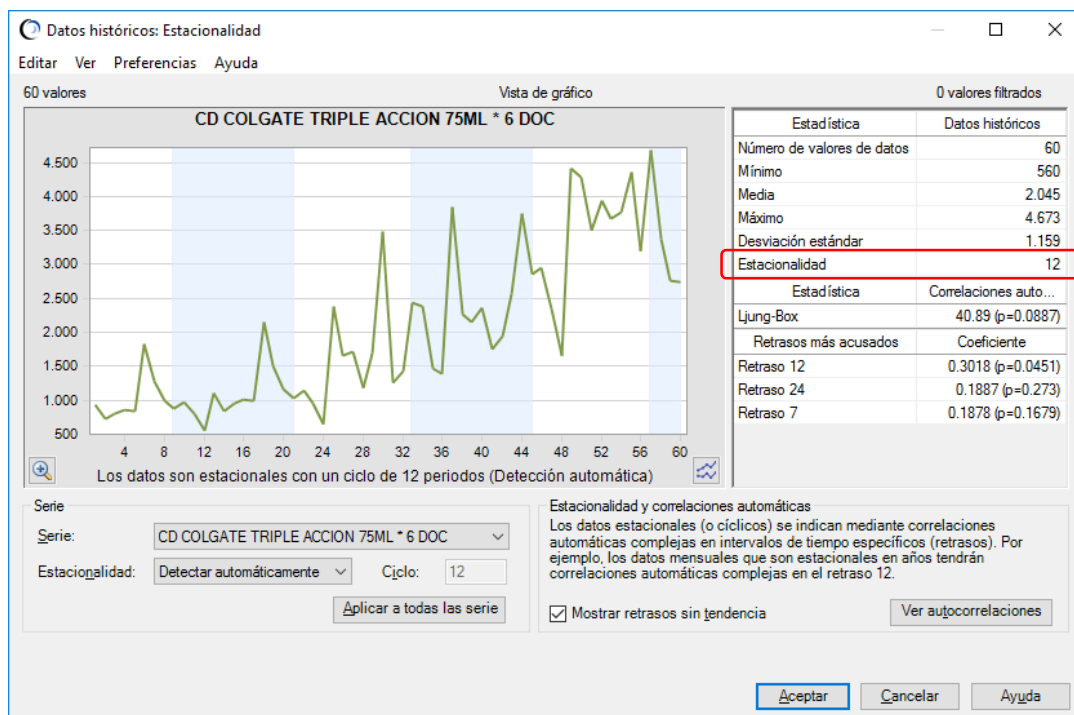 Datos históricos: Estacionalidad
Editar Ver Preferencias Ayuda
60 valores Vista de gráfico 0 valores filtrados
CD COLGATE TRIPLE ACCION 75ML * 6 DOC
4.500
4.000
3.500
3.000
2.500
2.000
1.500
1.000
500
4 8 12 16 20 24 28 32 36 40 44 48 52 56 60
Los datos son estacionales con un ciclo de 12 periodos (Detección automática)
Estadística Datos históricos
Número de valores de datos 60
Mínimo 560
Media 2.045
Máximo 4.673
Desviación estándar 1.159
Estacionalidad 12
Estadística Correlaciones auto...
Ljung-Box 40.89 (p=0.0887)
Retrasos más acusados Coeficiente
Retraso 12 0.3018 (p=0.0451)
Retraso 24 0.1887 (p=0.273)
Retraso 7 0.1878 (p=0.1679)
Serie
Serie: CD COLGATE TRIPLE ACCION 75ML * 6 DOC
Estacionalidad: Detectar automáticamente Ciclo: 12
Aplicar a todas las serie
Estacionalidad y correlaciones automáticas
Los datos estacionales (o cíclicos) se indican mediante correlaciones
automáticas complejas en intervalos de tiempo específicos (retrasos). Por
ejemplo, los datos mensuales que son estacionales en años tendrán
correlaciones automáticas complejas en el retraso 12.
Mostrar retrasos sin tendencia Ver autocorrelaciones
Aceptar Cancelar Ayuda